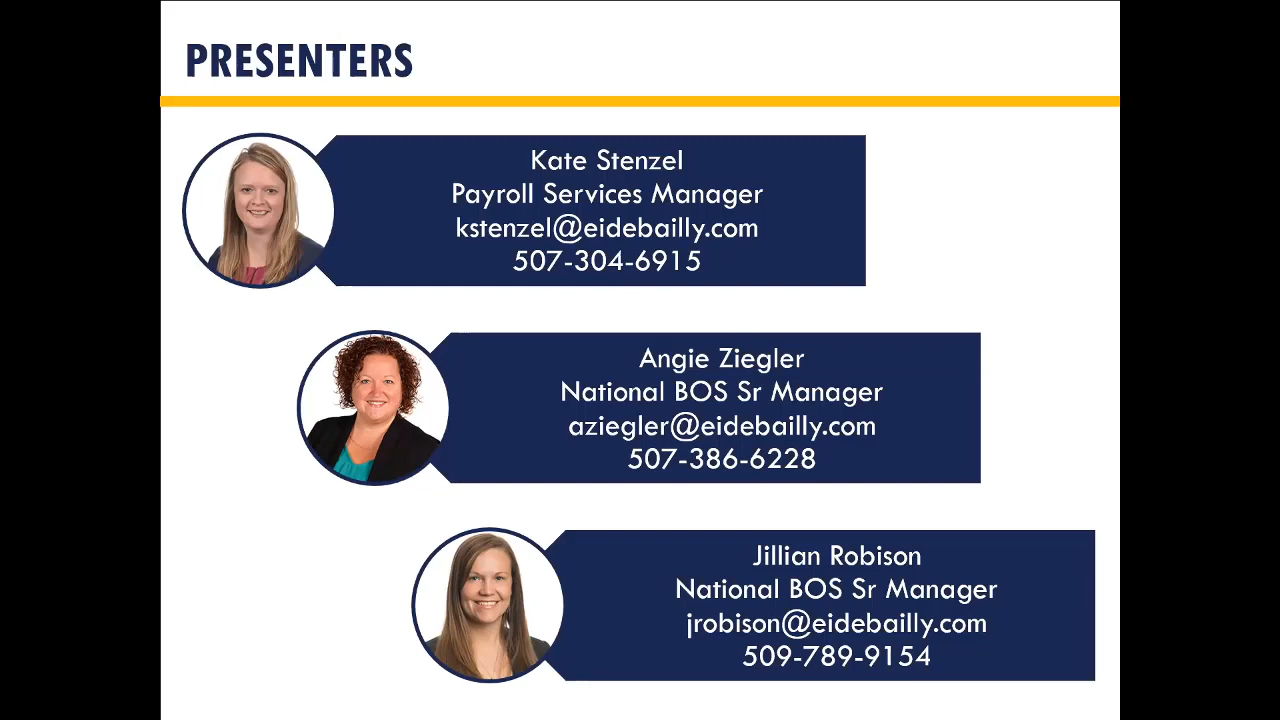 PRESENTERS
Kate Stenzel
Payroll Services Manager
kstenzel@eidebailly.com
507-304-6915
Angie Ziegler
National BOS Sr Manager
aziegler@eidebailly.com
507-386-6228
Jillian Robison
National BOS Sr Manager
jrobison@eidebailly.com
509-789-9154